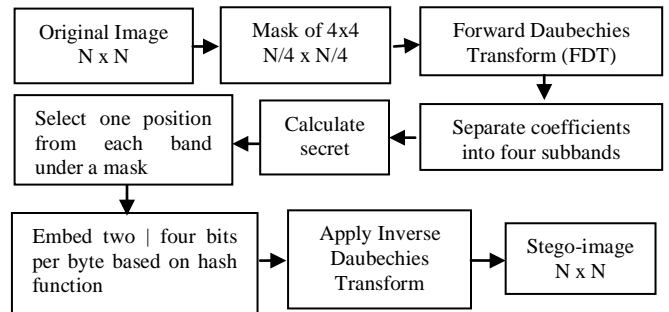 Original Image
N x N
Mask of 4x4
N/4 x N/4
Forward Daubechies
Transform (FDT)
Separate coefficients
into four subbands
Calculate
secret
Select one position
from each band
under a mask
Embed two | four bits
per byte based on hash
function
Apply Inverse
Daubechies
Transform
Stego-image
N x N